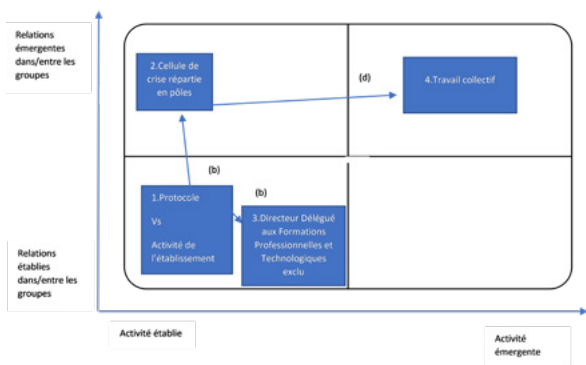 Relations
émergentes
dans/entre les
groupes
2.Cellule de
crise répartie
en pôles
(d)
4.Travail collectif
(b)
(b)
1.Protocole
Vs
Activité de
l'établissement
3.Directeur Délégué
aux Formations
Professionnelles et
Technologiques
exclu
Relations
établies
dans/entre les
groupes
Activité établie
Activité
émergente